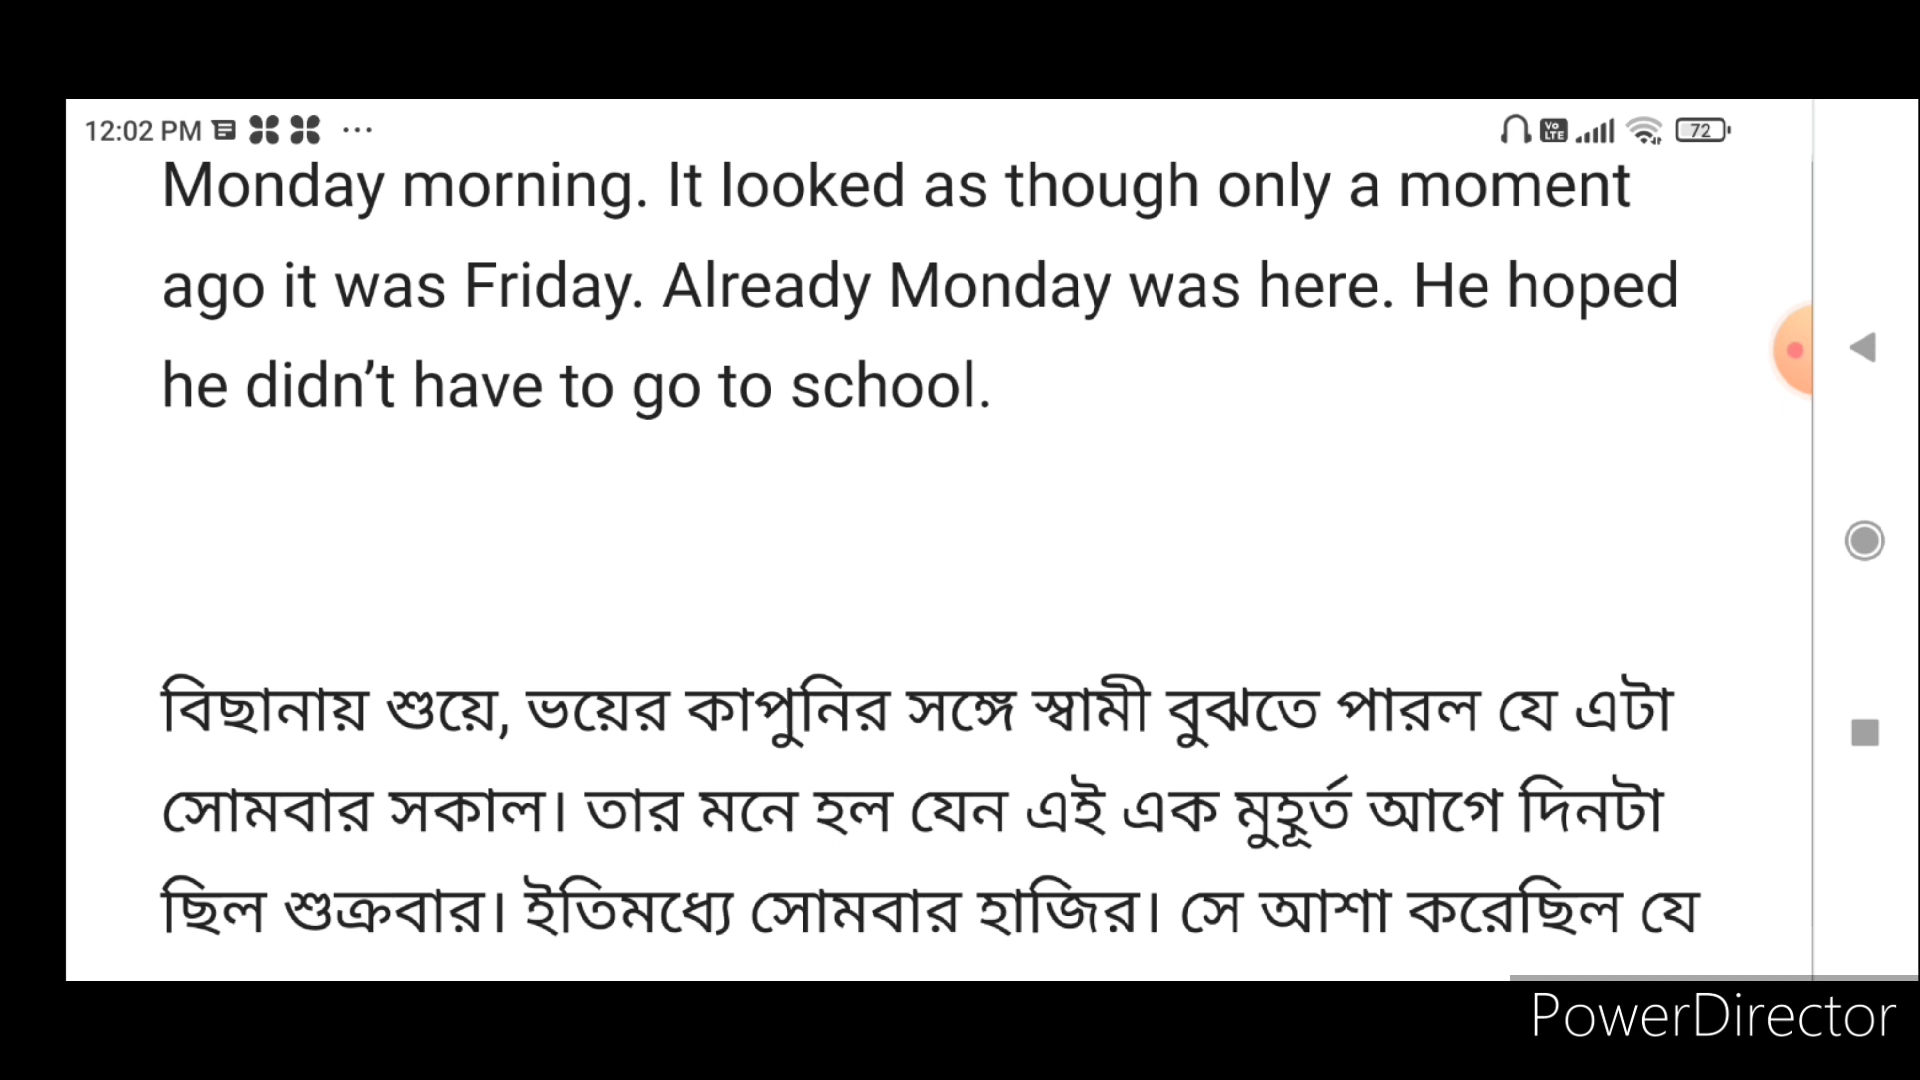 12:02 PM
Vo LTE
72
Monday morning. It looked as though only a moment
ago it was Friday. Already Monday was here. He hoped
he didn’t have to go to school.
বিছানায় শুয়ে, ভয়ের কাপুনির সঙ্গে স্বামী বুঝতে পারল যে এটা
সোমবার সকাল। তার মনে হল যেন এই এক মুহূর্ত আগে দিনটা
ছিল শুক্রবার। ইতিমধ্যে সোমবার হাজির। সে আশা করেছিল যে
PowerDirector